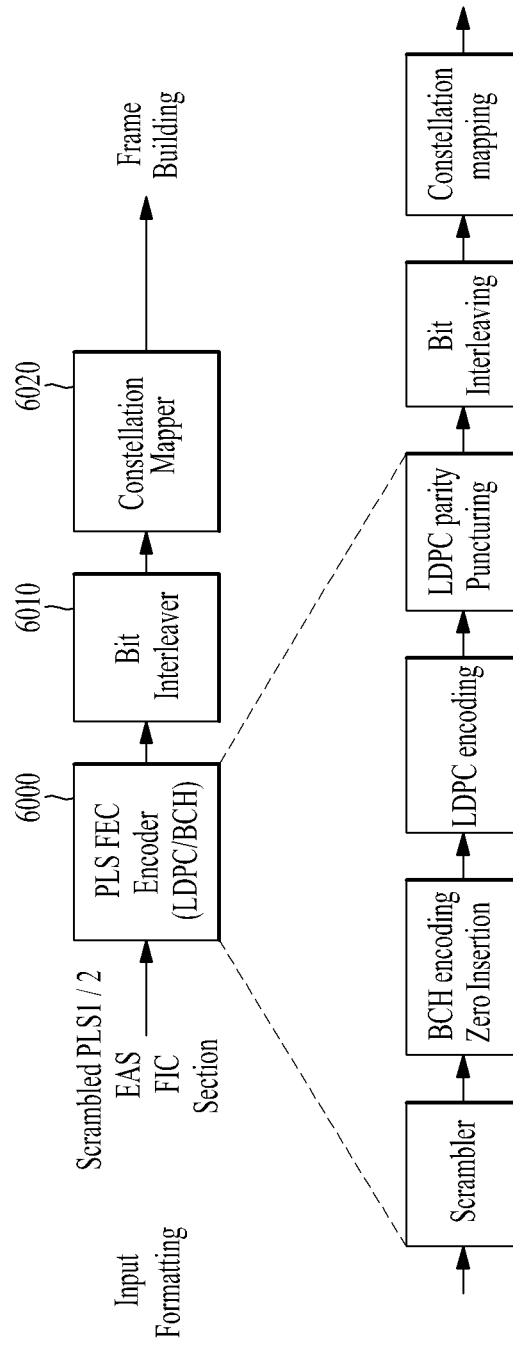 Input
Formatting
Scrambled PLS1 / 2
EAS
FIC
Section
6000
PLS FEC
Encoder
(LDPC/BCH)
6010
Bit
Interleaver
6020
Constellation
Mapper
Frame
Building
Scrambler
BCH encoding
Zero Insertion
LDPC encoding
LDPC parity
Puncturing
Bit
Interleaving
Constellation
mapping